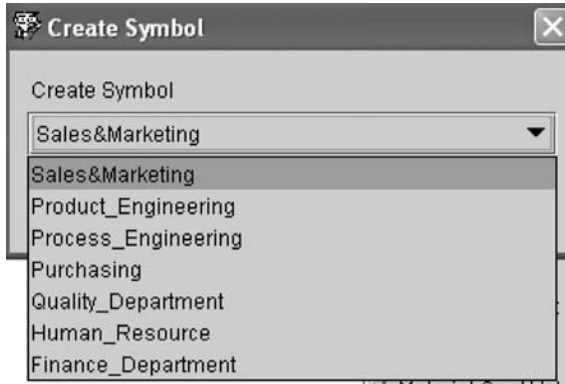 Create Symbol
Create Symbol
Sales&Marketing
Sales&Marketing
Product_Engineering
Process_Engineering
Purchasing
Quality_Department
Human_Resource
Finance_Department